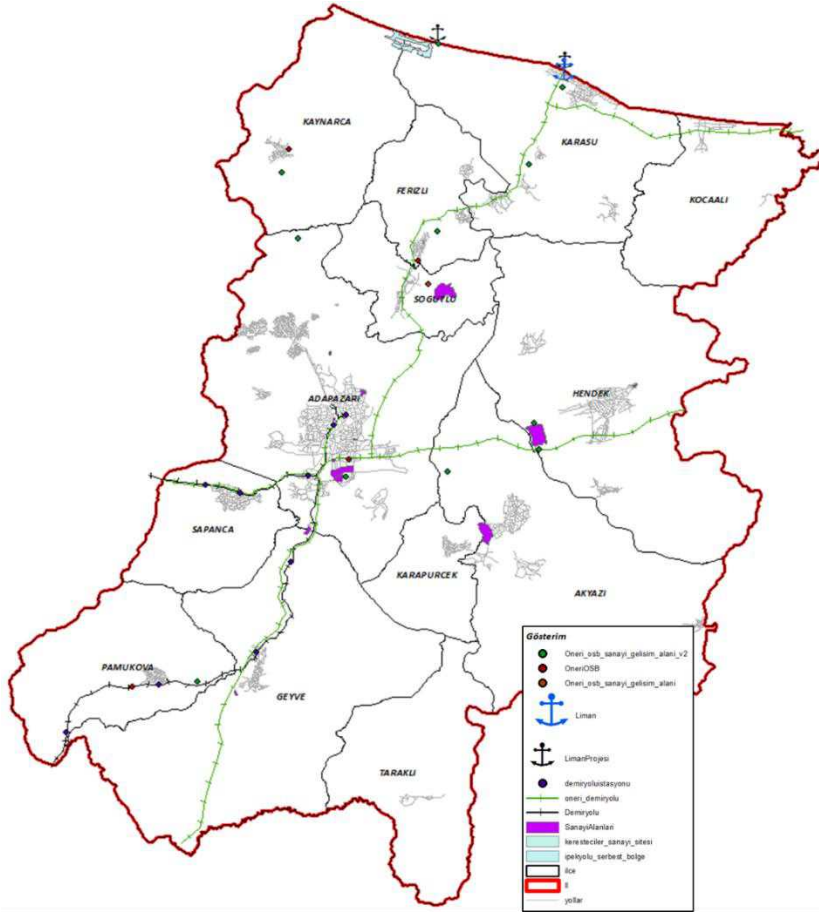 KAYNARCA
KARASU
FERIZLI
KOCAALI
SOGUTLU
HENDEK
ADAPAZARI
SAPANCA
KARAPURCEK
AKYAZI
PAMUKOVA
GEYVE
TARAKLI
Gösterim
Oneri_osb_sanayi_gelisim_alani_v2
OneriOSB
Oneri_osb_sanayi_gelisim_alani
Liman
LimanProjesi
demiryoluistasyonu
oneri_demiryolu
Demiryolu
SanayiAlanlari
keresteciler_sanayi_sitesi
ipekyolu_serbest_bolge
ilce
il
yollar